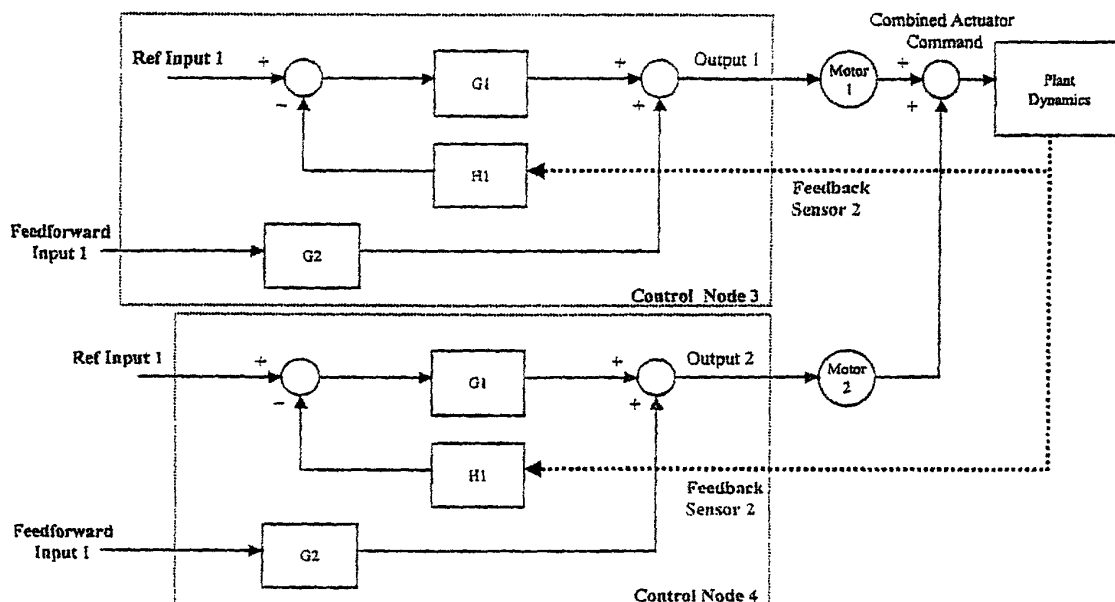 Combined Actuator
Command
Ref Input 1
+
−
G1
+
+
Output 1
Motor
1
+
+
Plant
Dynamics
H1
Feedback
Sensor 2
Feedforward
Input 1
G2
Control Node 3
Ref Input 1
+
−
G1
+
+
Output 2
Motor
2
H1
Feedback
Sensor 2
Feedforward
Input 1
G2
Control Node 4